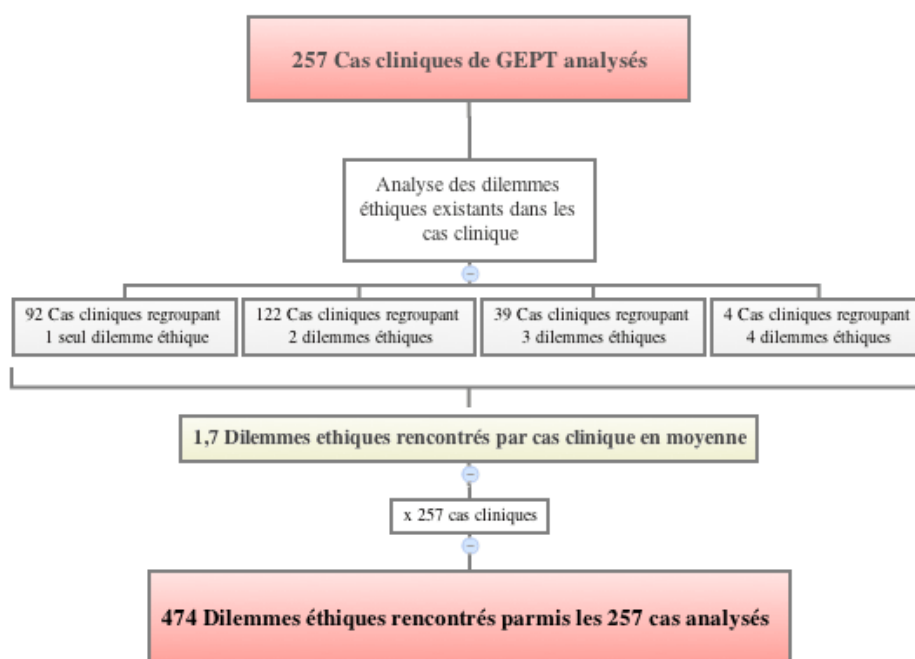 257 Cas cliniques de GEPT analysés
Analyse des dilemmes
éthiques existants dans les
cas clinique
92 Cas cliniques regroupant
1 seul dilemme éthique
122 Cas cliniques regroupant
2 dilemmes éthiques
39 Cas cliniques regroupant
3 dilemmes éthiques
4 Cas cliniques regroupant
4 dilemmes éthiques
1,7 Dilemmes ethiques rencontrés par cas clinique en moyenne
x 257 cas cliniques
474 Dilemmes éthiques rencontrés parmis les 257 cas analysés